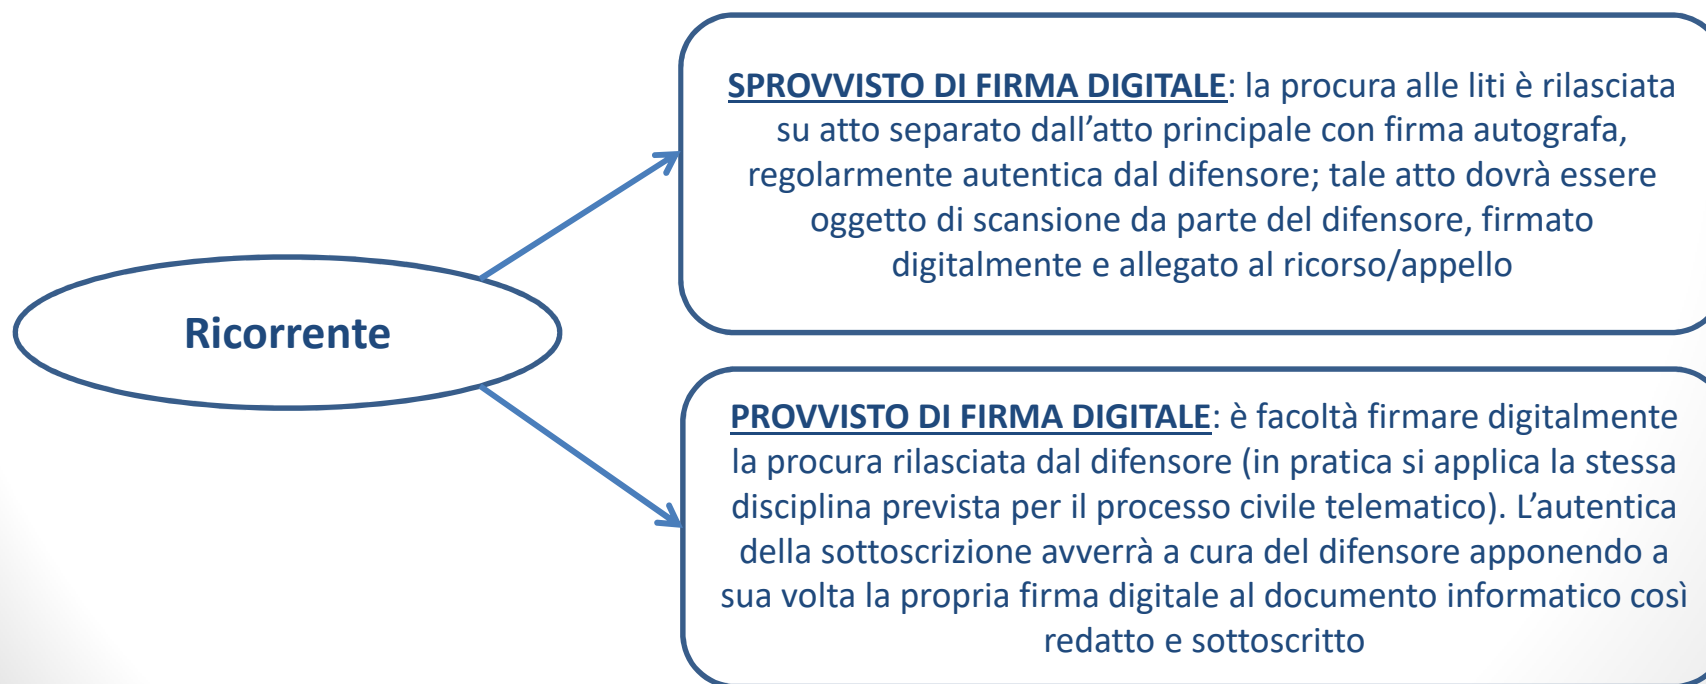 Ricorrente
SPROVVISTO DI FIRMA DIGITALE: la procura alle liti è rilasciata
su atto separato dall’atto principale con firma autografa,
regolarmente autentica dal difensore; tale atto dovrà essere
oggetto di scansione da parte del difensore, firmato
digitalmente e allegato al ricorso/appello
PROVVISTO DI FIRMA DIGITALE: è facoltà firmare digitalmente
la procura rilasciata dal difensore (in pratica si applica la stessa
disciplina prevista per il processo civile telematico). L’autentica
della sottoscrizione avverrà a cura del difensore apponendo a
sua volta la propria firma digitale al documento informatico così
redatto e sottoscritto